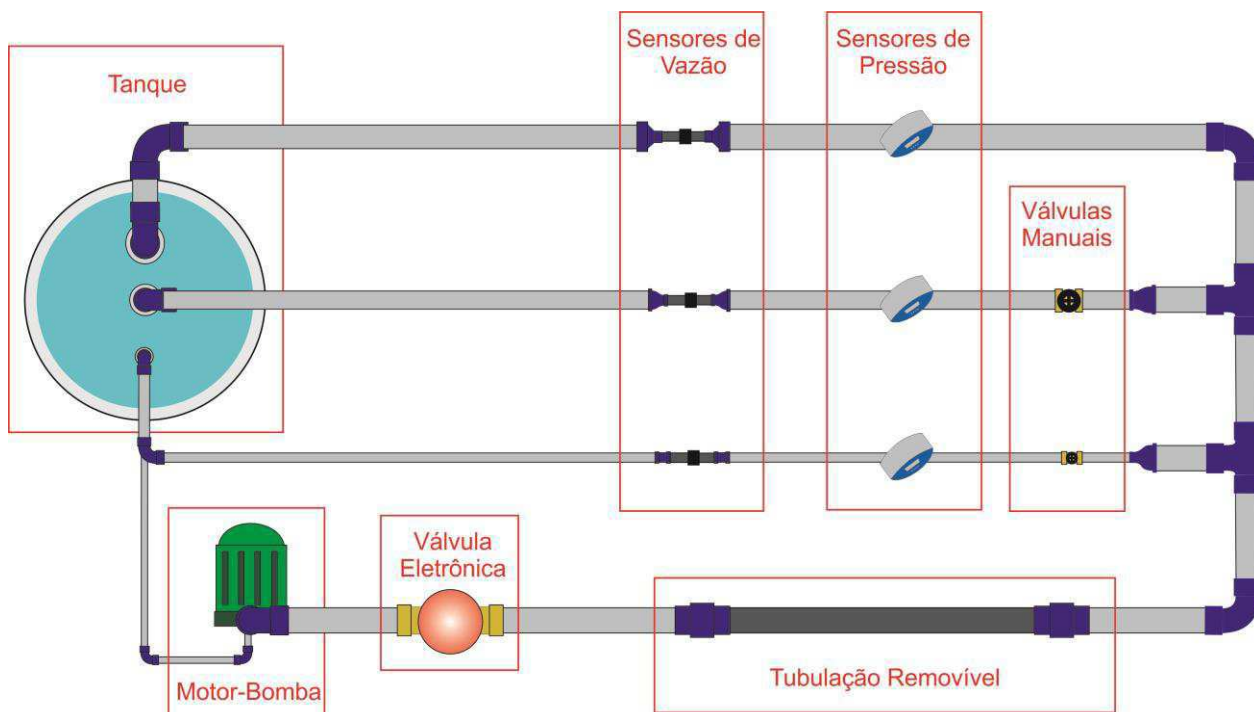 Tanque
Sensores de
Vazão
Sensores de
Pressão
Válvulas
Manuais
Válvula
Eletrônica
Motor-Bomba
Tubulação Removível